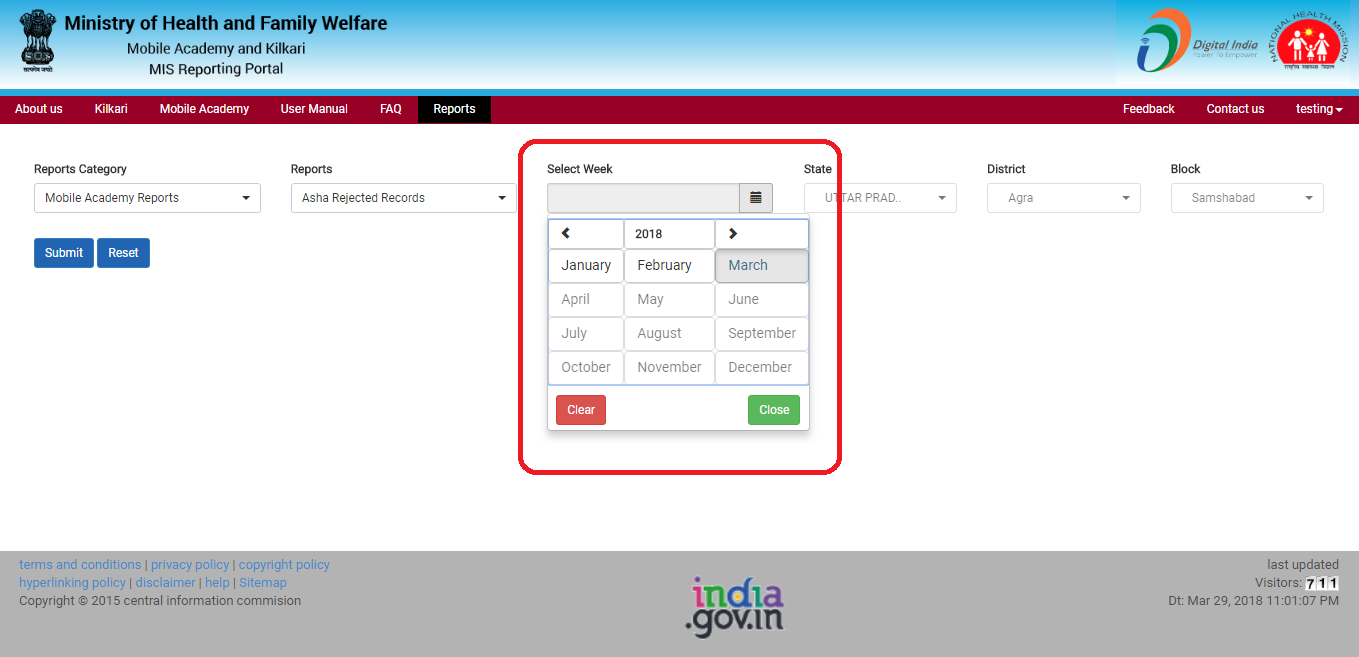 Ministry of Health and Family Welfare
Mobile Academy and Kilkari
MIS Reporting Portal
सत्यमेव जयते
Digital India
Power To Empower
NATIONAL HEALTH MISSION
राष्ट्रीय स्वास्थ्य मिशन
About us Kilkari Mobile Academy User Manual FAQ Reports Feedback Contact us testing
Reports Category Reports Select Week State District Block
Mobile Academy Reports Asha Rejected Records UTTAR PRAD.. Agra Samshabad
Submit Reset
2018
January February March
April May June
July August September
October November December
Clear Close
terms and conditions | privacy policy | copyright policy
hyperlinking policy | disclaimer | help | Sitemap
Copyright © 2015 central information commision
india
.gov.in
last updated
Visitors: 711
Dt: Mar 29, 2018 11:01:07 PM